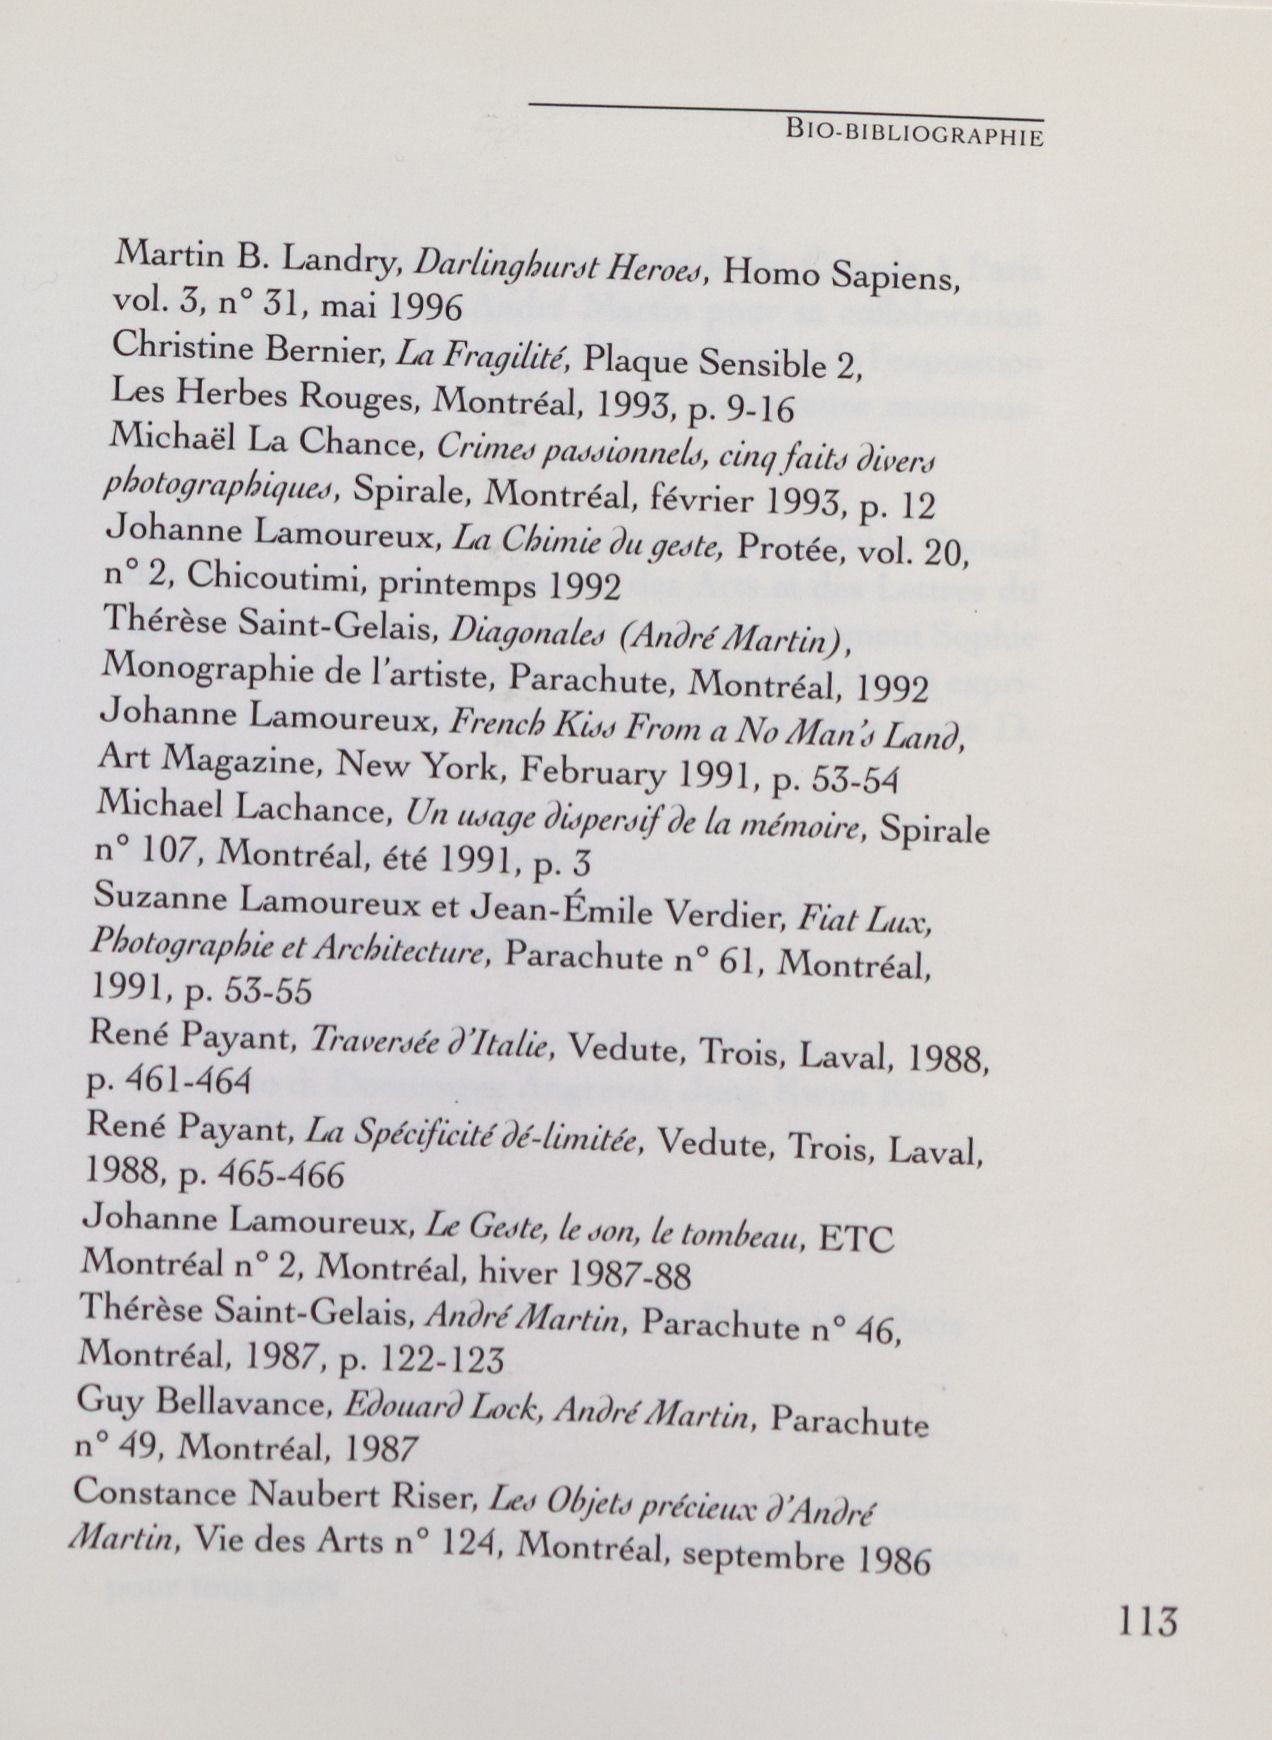 BIO-BIBLIOGRAPHIE
Martin B. Landry, Darlinghurst Heroes, Homo Sapiens,
vol. 3, n° 31, mai 1996
Christine Bernier, La Fragilité, Plaque Sensible 2,
Les Herbes Rouges, Montréal, 1993, p. 9-16
Michaël La Chance, Crimes passionnels, cinq faits divers
photographiques, Spirale, Montréal, février 1993, p. 12
Johanne Lamoureux, La Chimie du geste, Protée, vol. 20,
n° 2, Chicoutimi, printemps 1992
Thérèse Saint-Gelais, Diagonales (André Martin),
Monographie de l'artiste, Parachute, Montréal, 1992
Johanne Lamoureux, French Kiss From a No Man's Land,
Art Magazine, New York, February 1991, p. 53-54
Michael Lachance, Un usage dispersif de la mémoire, Spirale
n° 107, Montréal, été 1991, p. 3
Suzanne Lamoureux et Jean-Émile Verdier, Fiat Lux,
Photographie et Architecture, Parachute n° 61, Montréal,
1991, p. 53-55
René Payant, Traversée d'Italie, Vedute, Trois, Laval, 1988,
p. 461-464
René Payant, La Spécificité dé-limitée, Vedute, Trois, Laval,
1988, p. 465-466
Johanne Lamoureux, Le Geste, le son, le tombeau, ETC
Montréal n° 2, Montréal, hiver 1987-88
Thérèse Saint-Gelais, André Martin, Parachute n° 46,
Montréal, 1987, p. 122-123
Guy Bellavance, Edouard Lock, André Martin, Parachute
n° 49, Montréal, 1987
Constance Naubert Riser, Les Objets précieux d'André
Martin, Vie des Arts n° 124, Montréal, septembre 1986
113